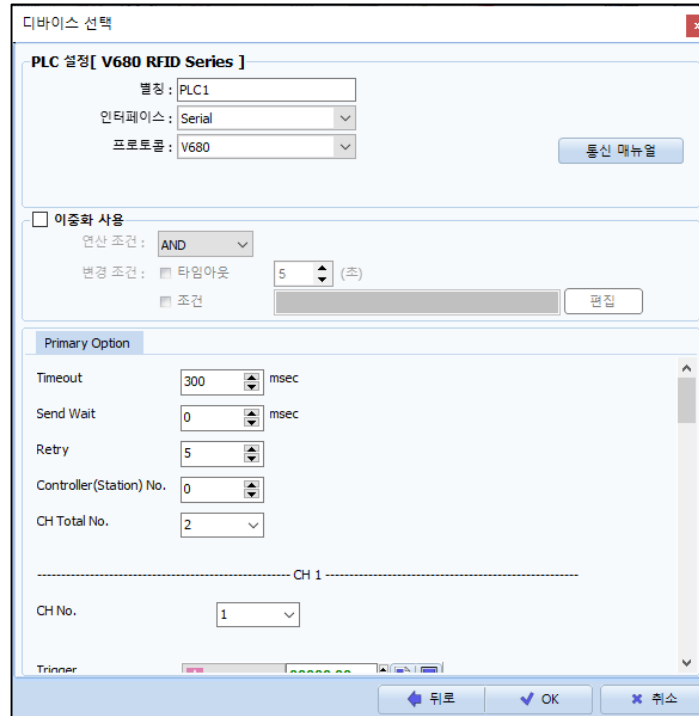 디바이스 선택
PLC 설정[ V680 RFID Series ]
별칭 : PLC1
인터페이스 : Serial
프로토콜 : V680
통신 매뉴얼
이중화 사용
연산 조건 : AND
변경 조건 : 타임아웃 5 (초)
조건 편집
Primary Option
Timeout 300 msec
Send Wait 0 msec
Retry 5
Controller(Station) No. 0
CH Total No. 2
CH 1
CH No. 1
Trigger
뒤로 OK 취소